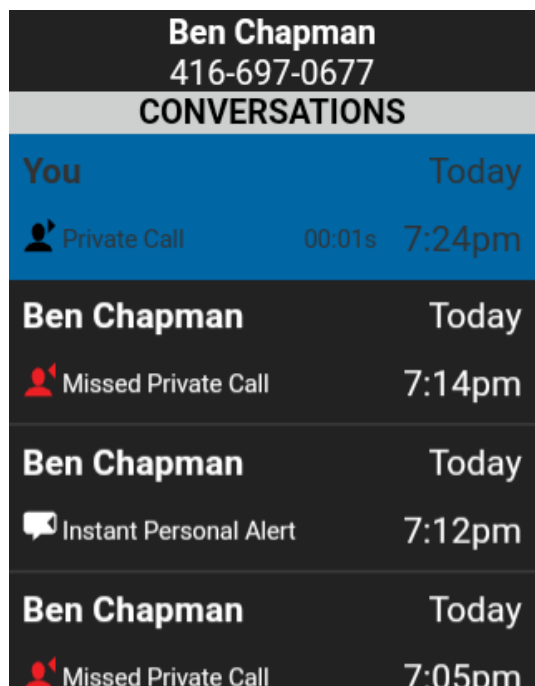 Ben Chapman
416-697-0677
CONVERSATIONS
You Today
Private Call 00:01s 7:24pm
Ben Chapman Today
Missed Private Call 7:14pm
Ben Chapman Today
Instant Personal Alert 7:12pm
Ben Chapman Today
Missed Private Call 7:05pm